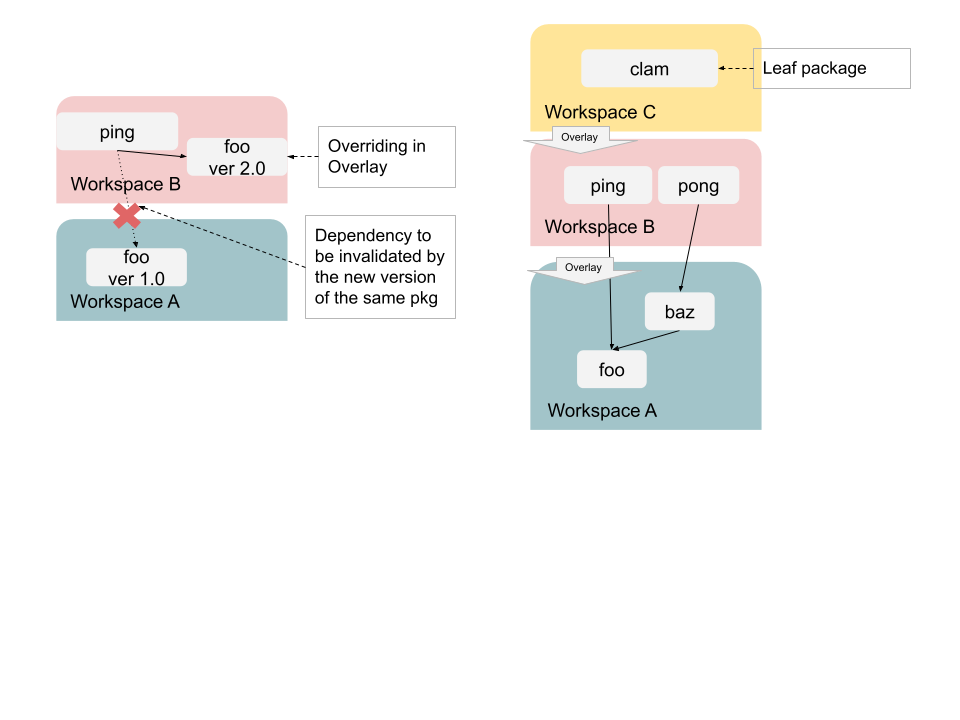 ping
foo
ver 2.0
Workspace B
Overriding in
Overlay
foo
ver 1.0
Workspace A
Dependency to
be invalidated by
the new version
of the same pkg
clam
Leaf package
Workspace C
Overlay
ping
pong
Workspace B
Overlay
baz
foo
Workspace A